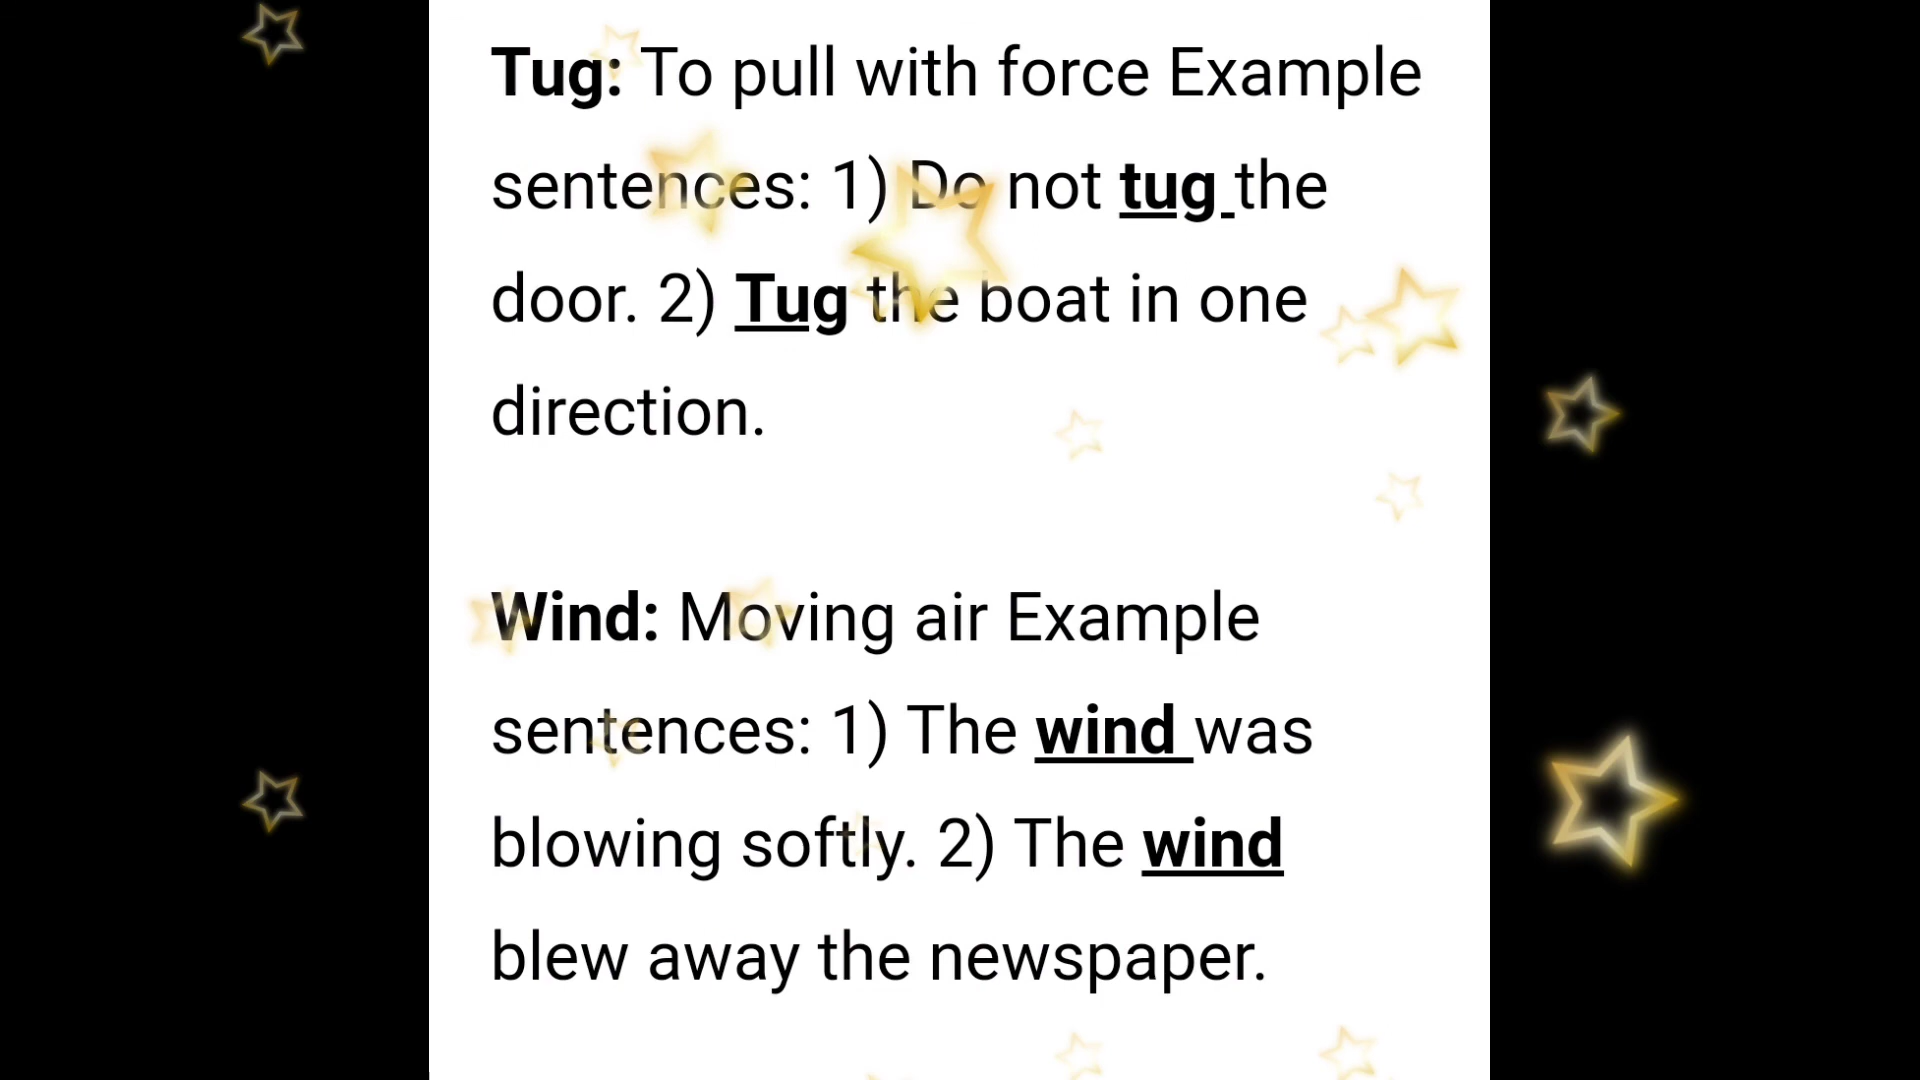 Tug: To pull with force Example
sentences: 1) Do not tug the
door. 2) Tug the boat in one
direction.
Wind: Moving air Example
sentences: 1) The wind was
blowing softly. 2) The wind
blew away the newspaper.